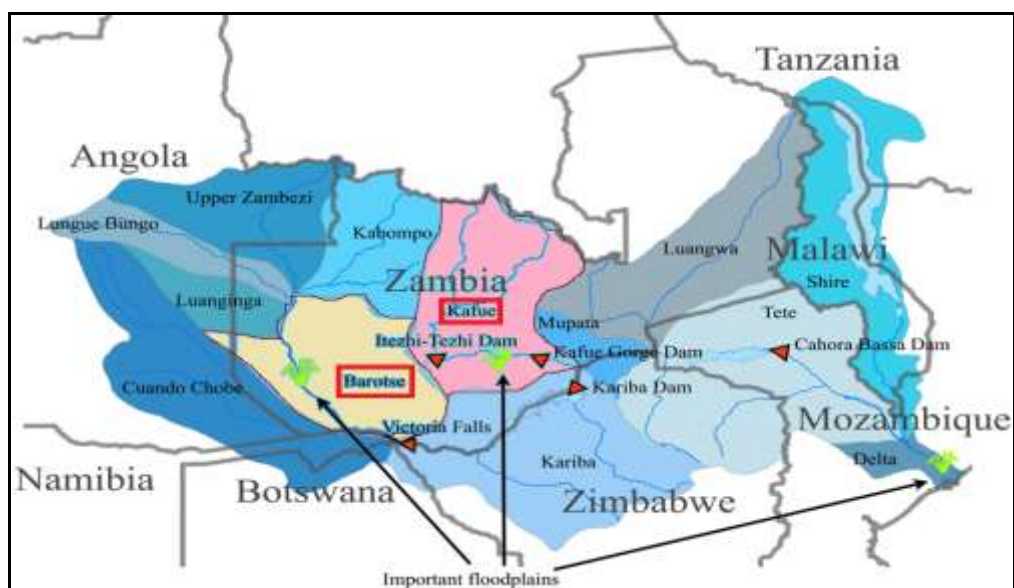 Tanzania
Angola
Upper Zambezi
Lungue Bungo
Kabompo
Luangwa
Malawi
Zambia
Shire
Luanginga
Kafue
Tete
Mupata
Itezhi-Tezhi Dam
Kafue Gorge Dam
Cahora Bassa Dam
Cuando Chobe
Barotse
Kariba Dam
Mozambique
Victoria Falls
Kariba
Delta
Namibia
Botswana
Zimbabwe
Important floodplains